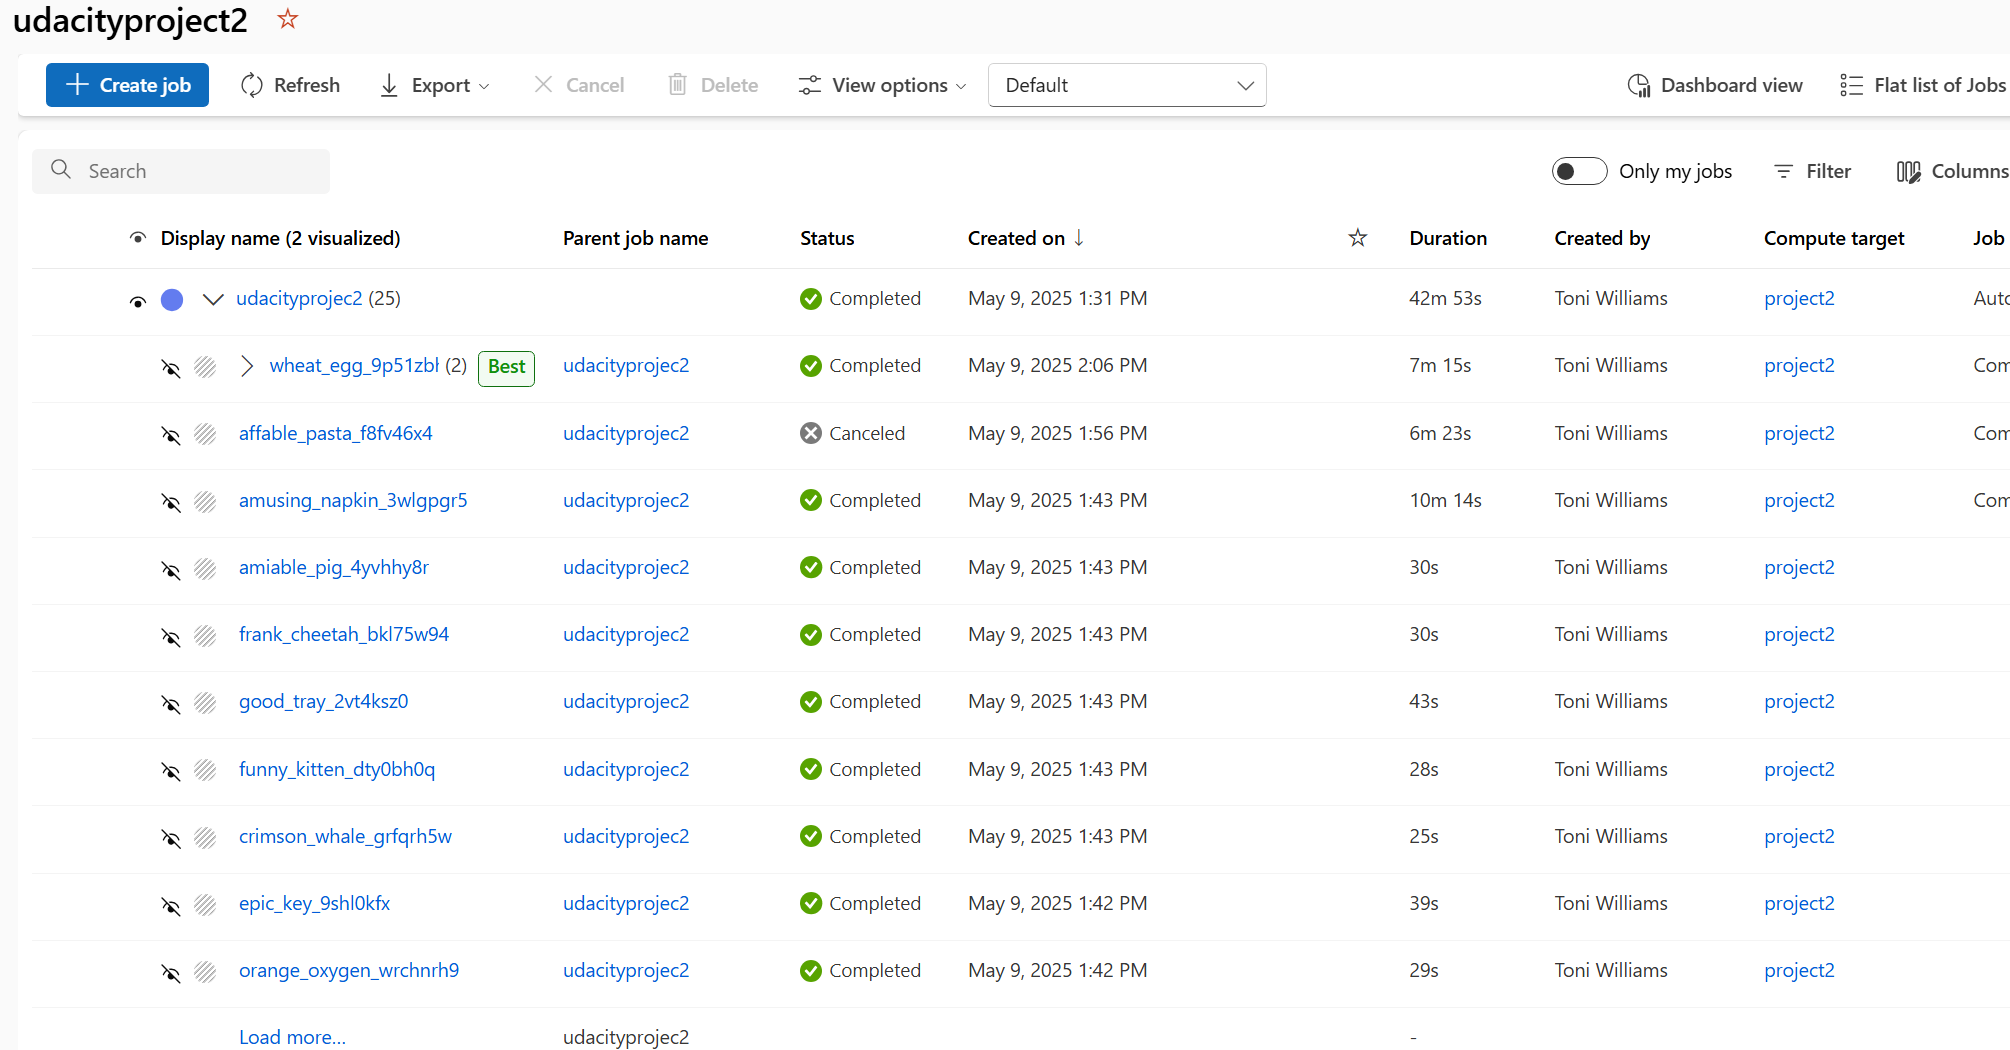 udacityproject2
Create job Refresh Export Cancel Delete View options Default Dashboard view Flat list of Jobs
Search Only my jobs Filter Columns
Display name (2 visualized) Parent job name Status Created on ↓ Duration Created by Compute target Job
udacityprojec2 (25) Completed May 9, 2025 1:31 PM 42m 53s Toni Williams project2
wheat_egg_9p51zbh (2) Best udacityprojec2 Completed May 9, 2025 2:06 PM 7m 15s Toni Williams project2 Com
affable_pasta_f8fv46x4 udacityprojec2 Canceled May 9, 2025 1:56 PM 6m 23s Toni Williams project2 Com
amusing_napkin_3wlgpgr5 udacityprojec2 Completed May 9, 2025 1:43 PM 10m 14s Toni Williams project2 Com
amiable_pig_4yvhhy8r udacityprojec2 Completed May 9, 2025 1:43 PM 30s Toni Williams project2
frank_cheetah_bkl75w94 udacityprojec2 Completed May 9, 2025 1:43 PM 30s Toni Williams project2
good_tray_2vt4ksz0 udacityprojec2 Completed May 9, 2025 1:43 PM 43s Toni Williams project2
funny_kitten_dty0bh0q udacityprojec2 Completed May 9, 2025 1:43 PM 28s Toni Williams project2
crimson_whale_grfqrh5w udacityprojec2 Completed May 9, 2025 1:43 PM 25s Toni Williams project2
epic_key_9shl0kfx udacityprojec2 Completed May 9, 2025 1:42 PM 39s Toni Williams project2
orange_oxygen_wrchnrh9 udacityprojec2 Completed May 9, 2025 1:42 PM 29s Toni Williams project2
Load more... udacityprojec2 -